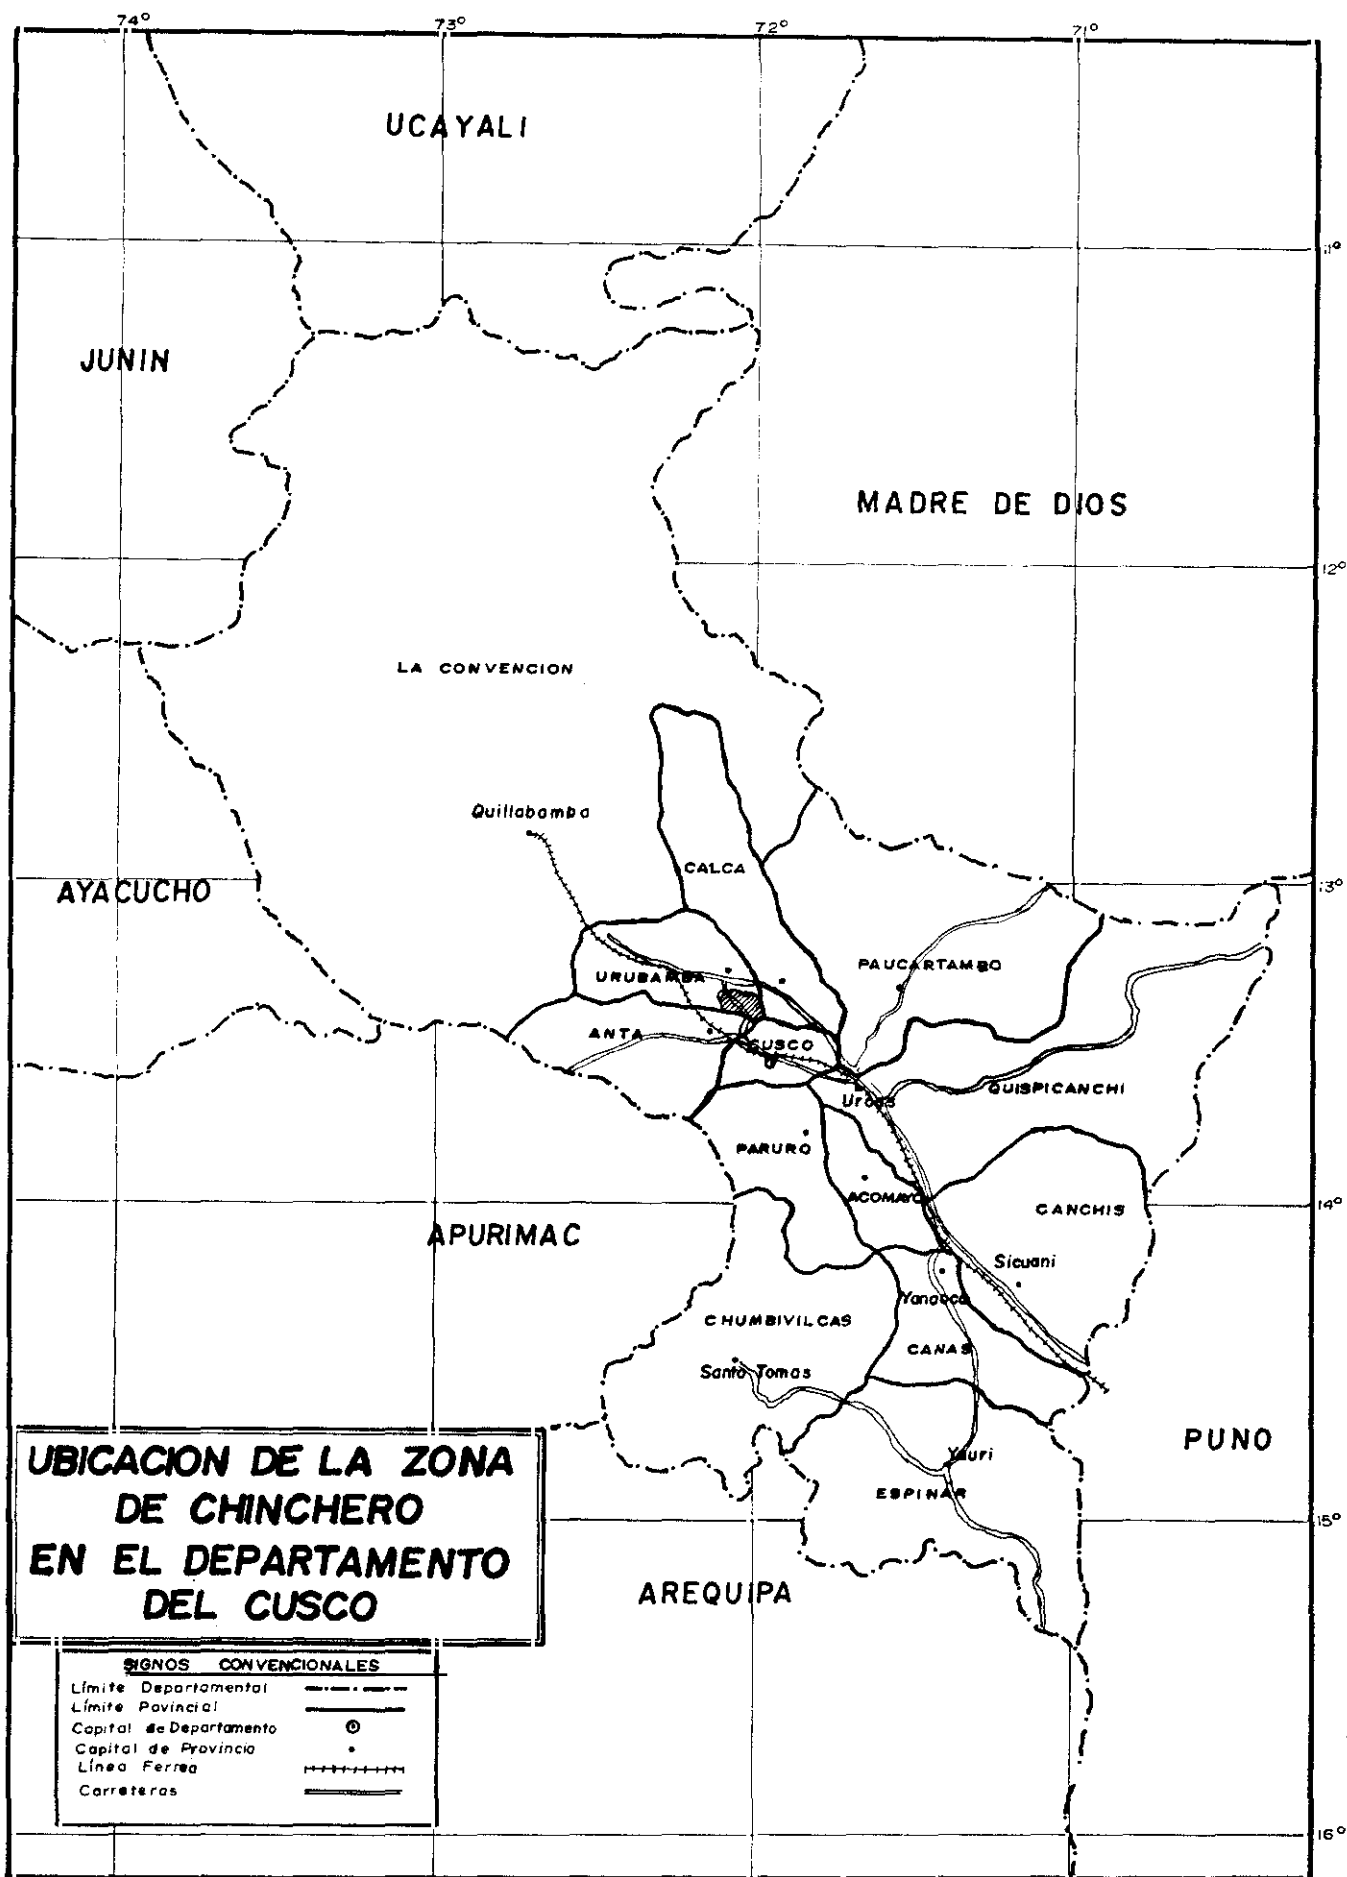 74°
73°
72°
71°
UCAYALI
11°
JUNIN
MADRE DE DIOS
12°
LA CONVENCION
Quillabamba
CALCA
13°
AYACUCHO
PAUCARTAMBO
URUBAMBA
ANTA
CUSCO
QUISPICANCHI
Urcos
PARURO
ACOMAYO
14°
CANCHIS
APURIMAC
Sicuani
Yanaoca
CHUMBIVILCAS
CANAS
Santo Tomas
PUNO
Yauri
ESPINAR
15°
AREQUIPA
16°
UBICACION DE LA ZONA
DE CHINCHERO
EN EL DEPARTAMENTO
DEL CUSCO
SIGNOS CONVENCIONALES
Límite Departamental
Límite Povincial
Capital de Departamento
Capital de Provincia
Línea Ferrea
Carreteras